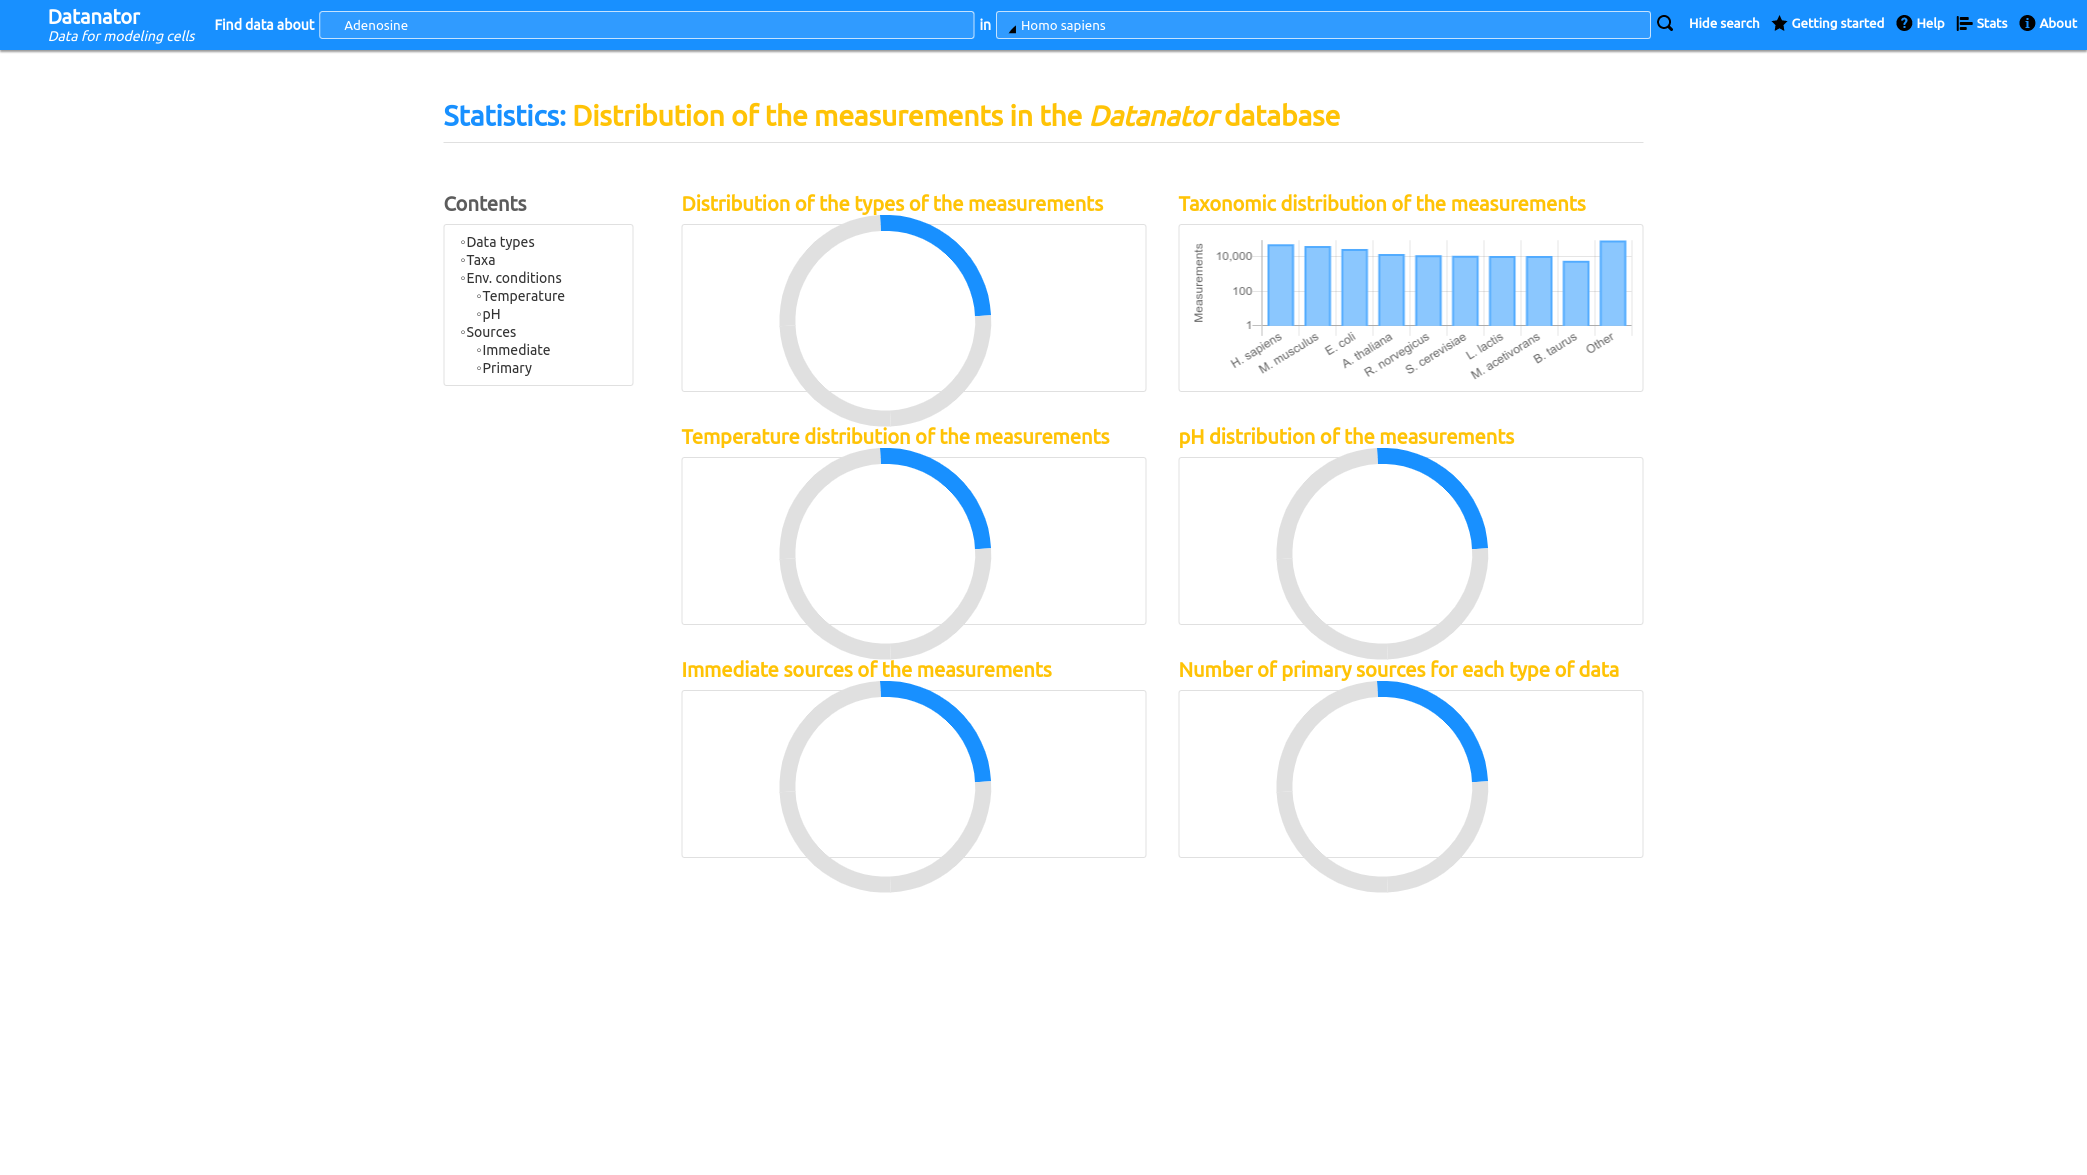 Datanator
Data for modeling cells
Find data about
Adenosine
in
Homo sapiens
Hide search
Getting started
Help
Stats
About
Statistics: Distribution of the measurements in the Datanator database
Contents
◦Data types
◦Taxa
◦Env. conditions
◦Temperature
◦pH
◦Sources
◦Immediate
◦Primary
Distribution of the types of the measurements
Taxonomic distribution of the measurements
Measurements
10,000
100
1
H. sapiens
M. musculus
E. coli
A. thaliana
R. norvegicus
S. cerevisiae
L. lactis
M. acetivorans
B. taurus
Other
Temperature distribution of the measurements
pH distribution of the measurements
Immediate sources of the measurements
Number of primary sources for each type of data